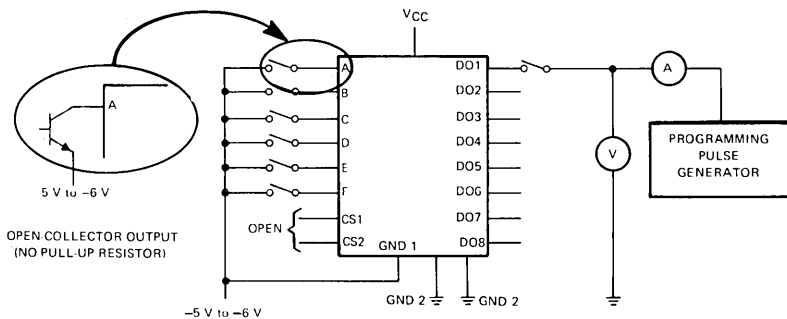 VCC
A
B
C
D
E
F
CS1
CS2
OPEN
GND 1
DO1
DO2
DO3
DO4
DO5
DO6
DO7
DO8
GND 2
GND 2
A
V
PROGRAMMING
PULSE
GENERATOR
A
5 V to −6 V
OPEN-COLLECTOR OUTPUT
(NO PULL-UP RESISTOR)
−5 V to −6 V